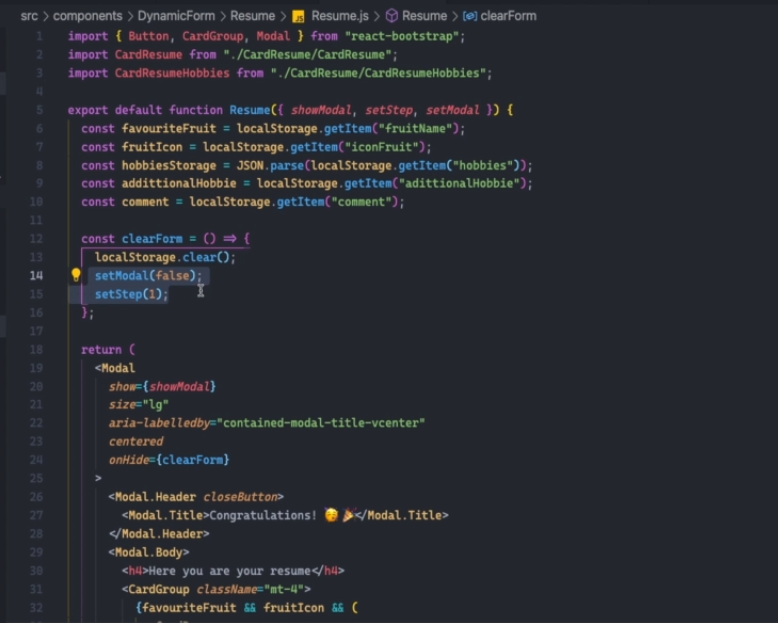 src > components > DynamicForm > Resume > JS Resume.js > Resume > clearForm
1 import { Button, CardGroup, Modal } from "react-bootstrap";
2 import CardResume from "./CardResume/CardResume";
3 import CardResumeHobbies from "./CardResume/CardResumeHobbies";
4
5 export default function Resume({ showModal, setStep, setModal }) {
6 const favouriteFruit = localStorage.getItem("fruitName");
7 const fruitIcon = localStorage.getItem("iconFruit");
8 const hobbiesStorage = JSON.parse(localStorage.getItem("hobbies"));
9 const addittionalHobbie = localStorage.getItem("adittionalHobbie");
10 const comment = localStorage.getItem("comment");
11
12 const clearForm = () => {
13 localStorage.clear();
14 setModal(false);
15 setStep(1);
16 };
17
18 return (
19 <Modal
20 show={showModal}
21 size="lg"
22 aria-labelledby="contained-modal-title-vcenter"
23 centered
24 onHide={clearForm}
25 >
26 <Modal.Header closeButton>
27 <Modal.Title>Congratulations! 🥳 🎉</Modal.Title>
28 </Modal.Header>
29 <Modal.Body>
30 <h4>Here you are your resume</h4>
31 <CardGroup className="mt-4">
32 {favouriteFruit && fruitIcon && (